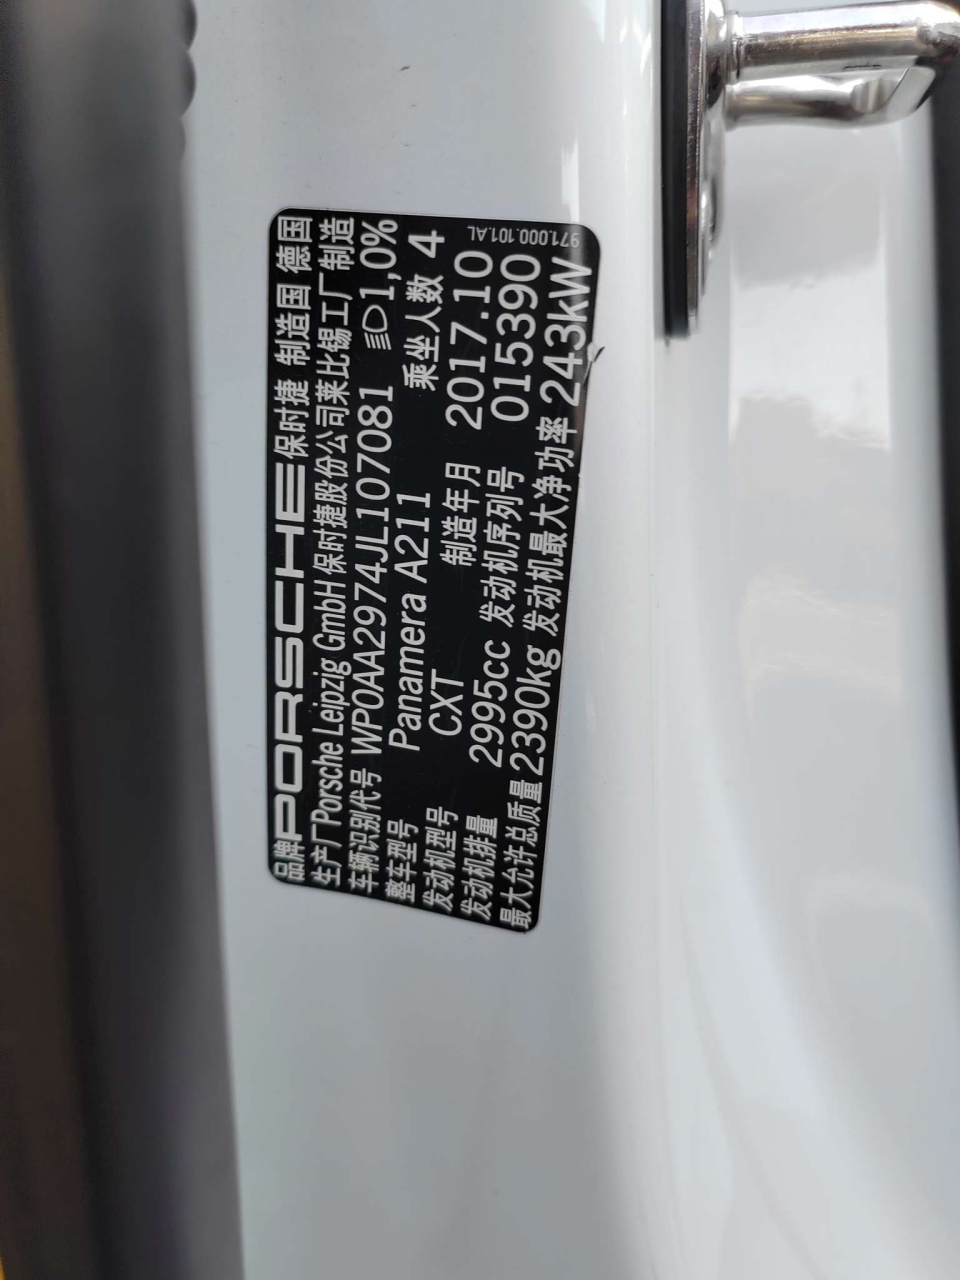 品牌 PORSCHE 保时捷 制造国 德国
生产厂 Porsche Leipzig GmbH 保时捷股份公司莱比锡工厂制造
车辆识别代号 WP0AA2974JL107081 1,0%
整车型号 Panamera A211 乘坐人数 4
发动机型号 CXT 制造年月 2017.10
发动机排量 2995cc 发动机序列号 015390
最大允许总质量 2390kg 发动机最大净功率 243kW
971.000.101.AL